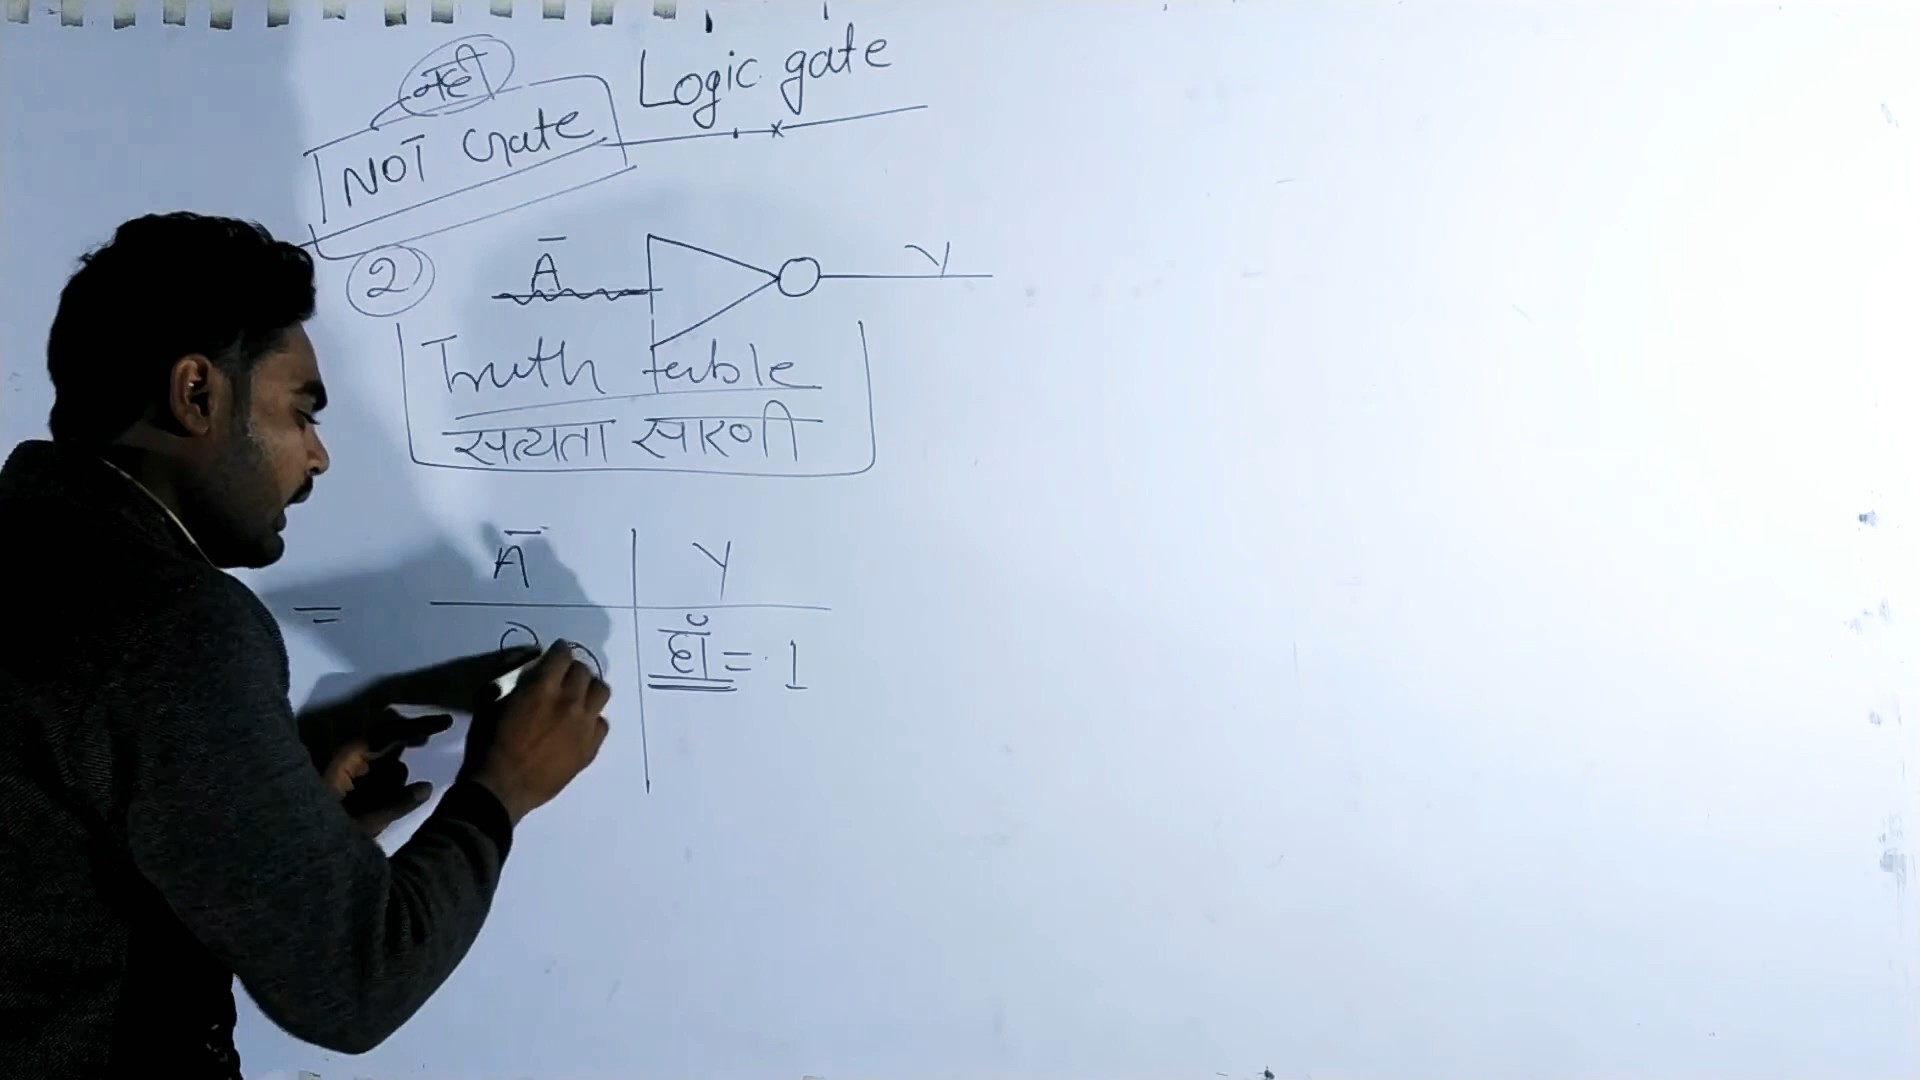 नहीं
Logic gate
NOT Gate
2 Ā Y
Truth table
सत्यता सारणी
Ā Y
= हाँ = 1